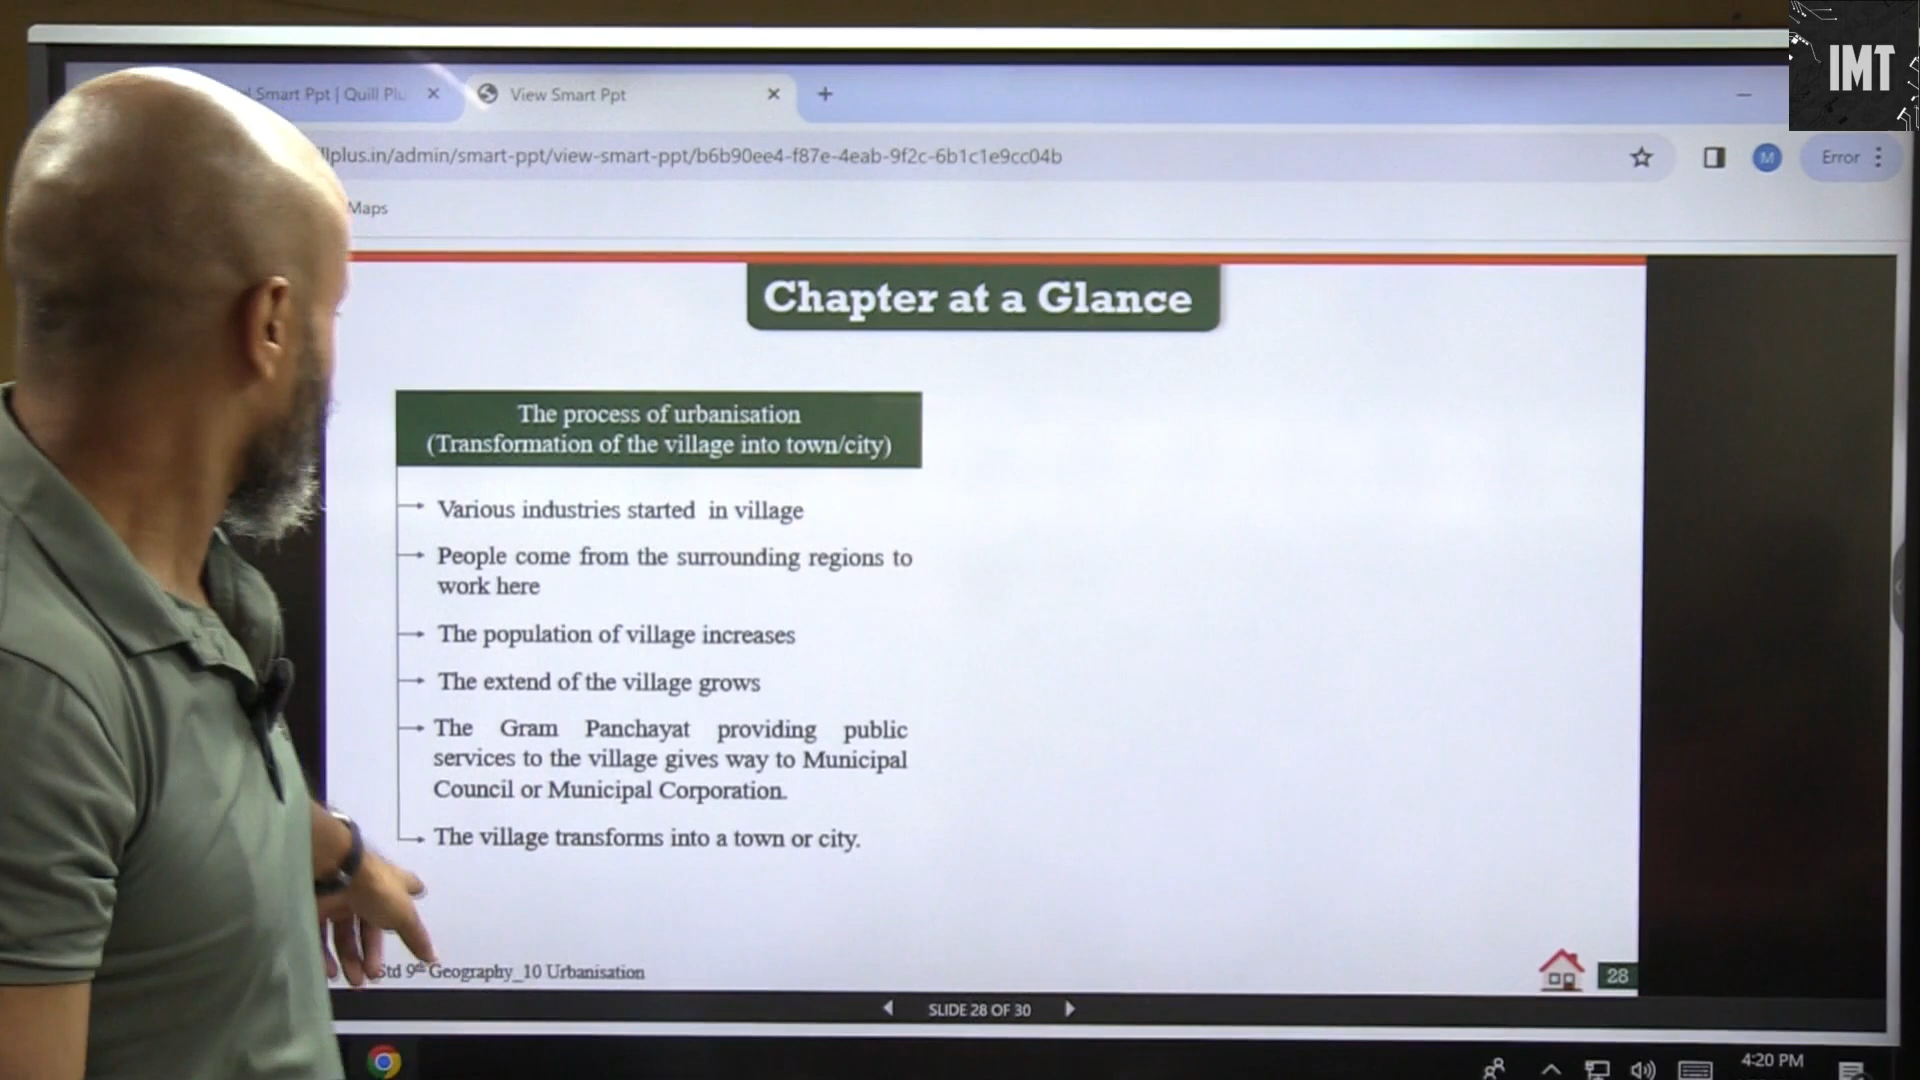 IMT
Smart Ppt | Quill Plu
View Smart Ppt
llplus.in/admin/smart-ppt/view-smart-ppt/b6b90ee4-f87e-4eab-9f2c-6b1c1e9cc04b
M
Error
Maps
Chapter at a Glance
The process of urbanisation
(Transformation of the village into town/city)
Various industries started in village
People come from the surrounding regions to
work here
The population of village increases
The extend of the village grows
The Gram Panchayat providing public
services to the village gives way to Municipal
Council or Municipal Corporation.
The village transforms into a town or city.
Std 9th Geography_10 Urbanisation
28
SLIDE 28 OF 30
4:20 PM